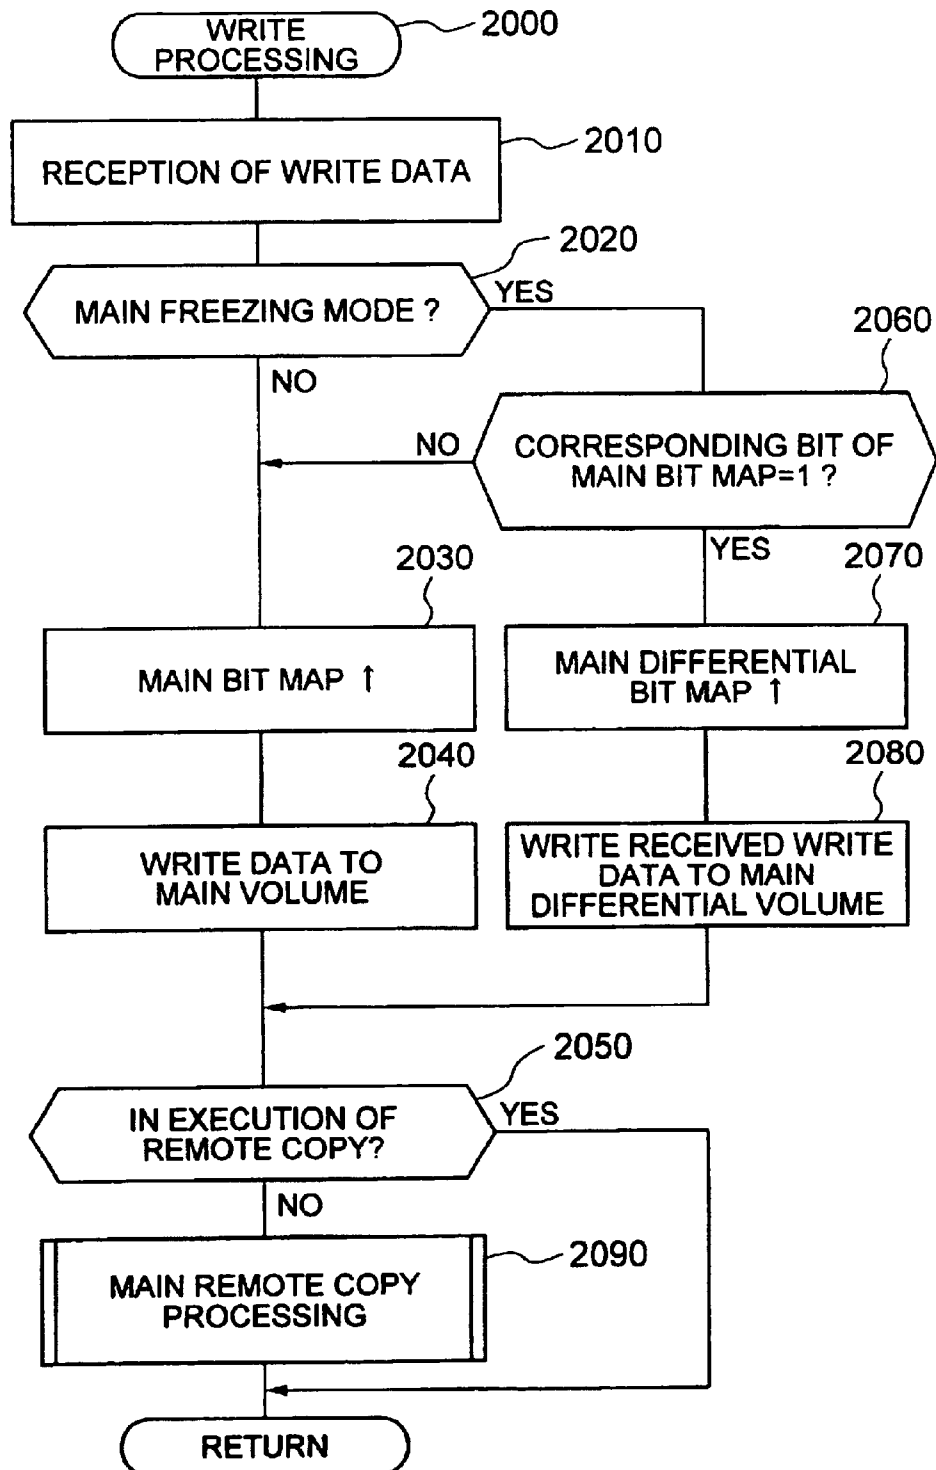 WRITE
PROCESSING
2000
RECEPTION OF WRITE DATA
2010
MAIN FREEZING MODE ?
2020
YES
NO
CORRESPONDING BIT OF
MAIN BIT MAP=1 ?
2060
NO
YES
MAIN BIT MAP ↑
2030
MAIN DIFFERENTIAL
BIT MAP ↑
2070
WRITE DATA TO
MAIN VOLUME
2040
WRITE RECEIVED WRITE
DATA TO MAIN
DIFFERENTIAL VOLUME
2080
IN EXECUTION OF
REMOTE COPY?
2050
YES
NO
MAIN REMOTE COPY
PROCESSING
2090
RETURN